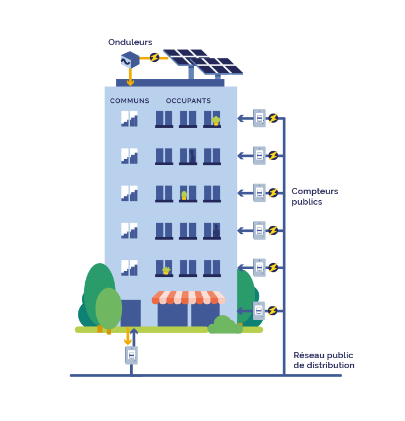 Onduleurs
COMMUNS OCCUPANTS
Compteurs
publics
Réseau public
de distribution